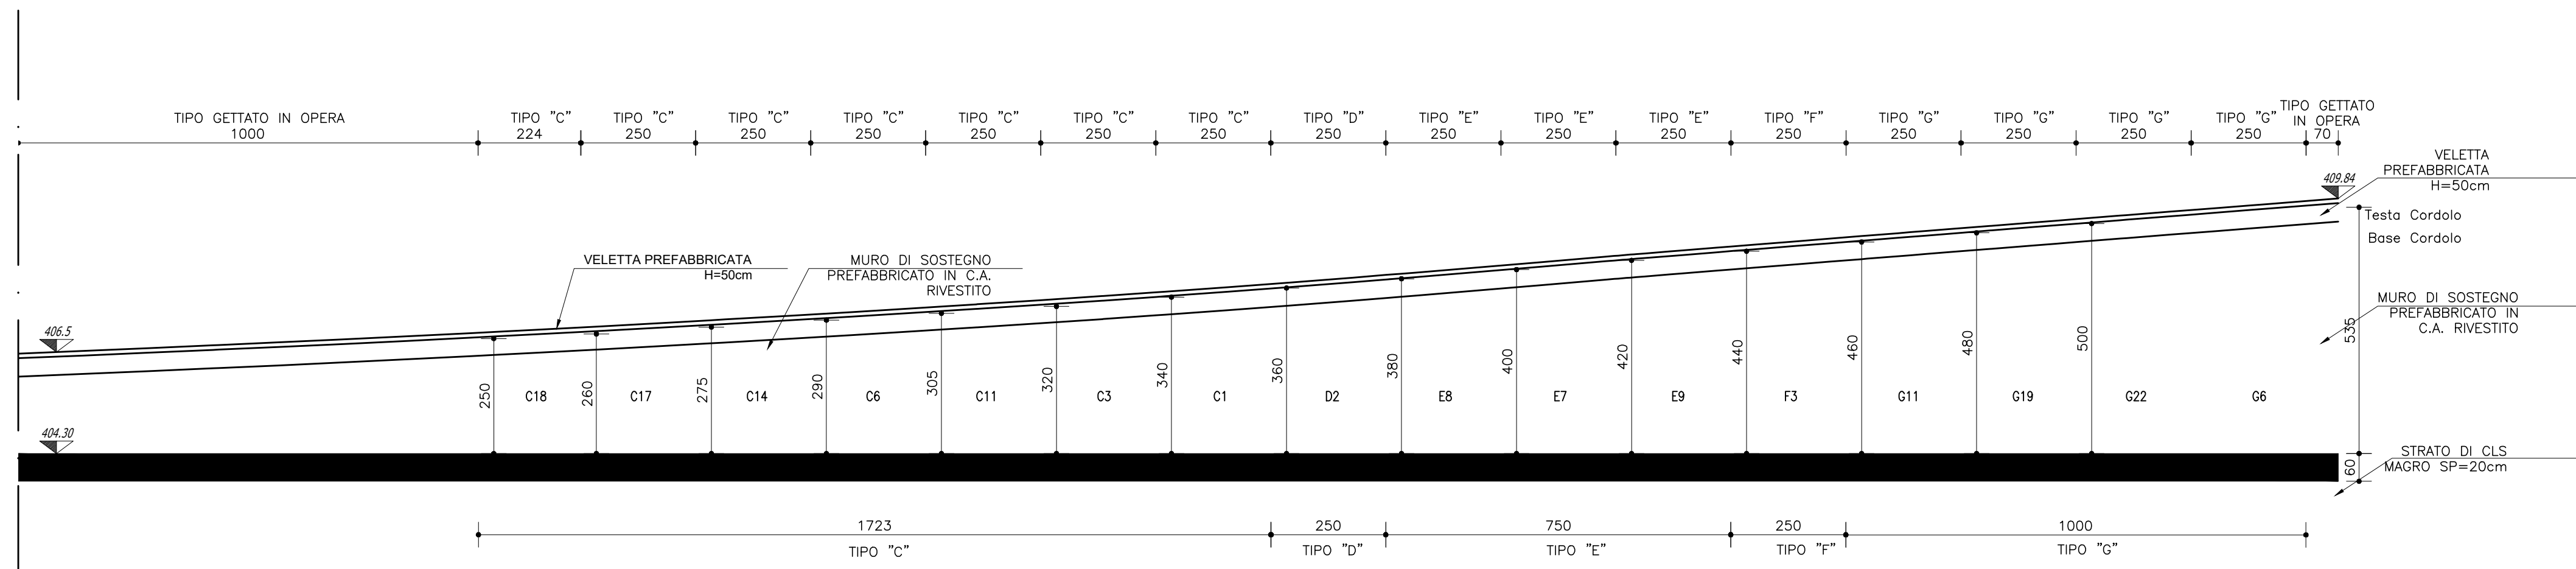 TIPO GETTATO IN OPERA
1000
TIPO "C"
224
TIPO "C"
250
TIPO "C"
250
TIPO "C"
250
TIPO "C"
250
TIPO "C"
250
TIPO "C"
250
TIPO "D"
250
TIPO "E"
250
TIPO "E"
250
TIPO "E"
250
TIPO "F"
250
TIPO "G"
250
TIPO "G"
250
TIPO "G"
250
TIPO "G"
250
TIPO GETTATO
IN OPERA
70
VELETTA
PREFABBRICATA
H=50cm
409.84
Testa Cordolo
Base Cordolo
VELETTA PREFABBRICATA
H=50cm
MURO DI SOSTEGNO
PREFABBRICATO IN C.A.
RIVESTITO
MURO DI SOSTEGNO
PREFABBRICATO IN
C.A. RIVESTITO
406.5
404.30
250
C18
260
C17
275
C14
290
C6
305
C11
320
C3
340
C1
360
D2
380
E8
400
E7
420
E9
440
F3
460
G11
480
G19
500
G22
G6
535
60
STRATO DI CLS
MAGRO SP=20cm
1723
TIPO "C"
250
TIPO "D"
750
TIPO "E"
250
TIPO "F"
1000
TIPO "G"